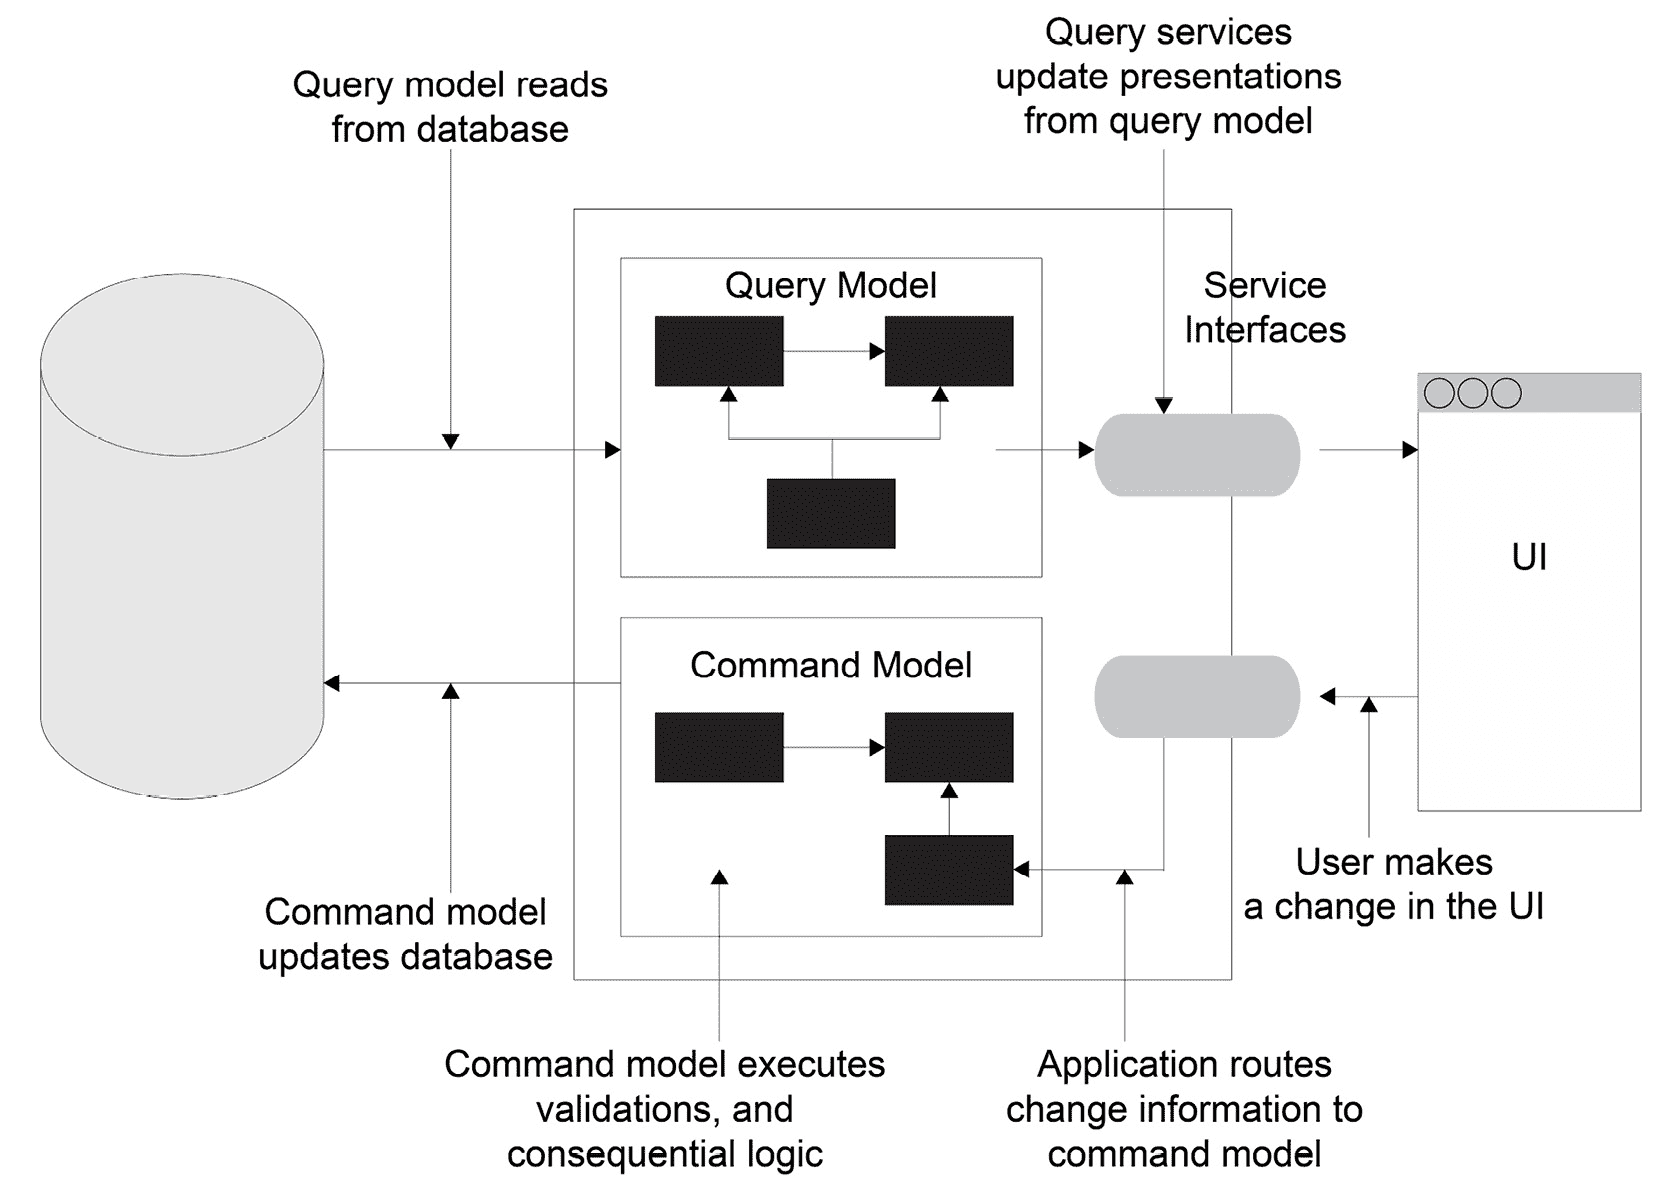 Query services
update presentations
from query model
Query model reads
from database
Query Model
Service
Interfaces
UI
Command Model
User makes
a change in the UI
Command model
updates database
Command model executes
validations, and
consequential logic
Application routes
change information to
command model